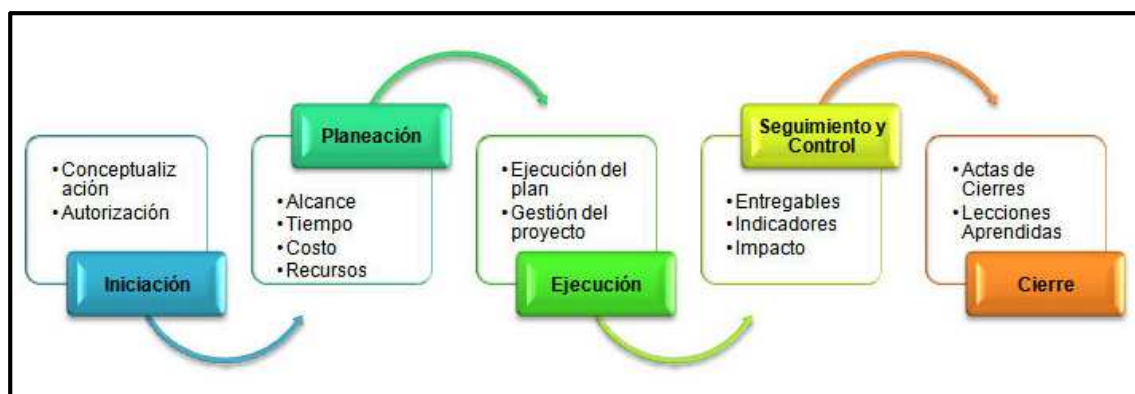 • Conceptualiz
ación
• Autorización
Iniciación
Planeación
• Alcance
• Tiempo
• Costo
• Recursos
• Ejecución del
plan
• Gestión del
proyecto
Ejecución
Seguimiento y
Control
• Entregables
• Indicadores
• Impacto
• Actas de
Cierres
• Lecciones
Aprendidas
Cierre